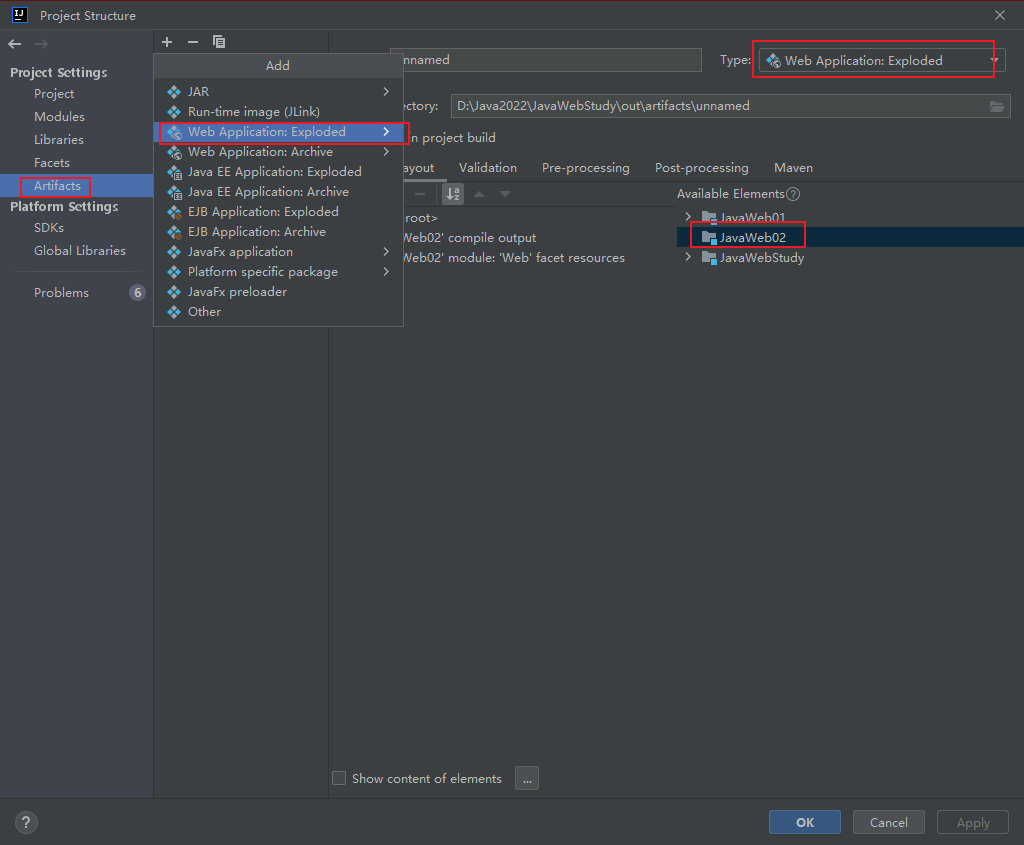 Project Structure
Project Settings
Project
Modules
Libraries
Facets
Artifacts
Platform Settings
SDKs
Global Libraries
Problems 6
Add
JAR
Run-time image (JLink)
Web Application: Exploded
Web Application: Archive
Java EE Application: Exploded
Java EE Application: Archive
EJB Application: Exploded
EJB Application: Archive
JavaFx application
Platform specific package
JavaFx preloader
Other
nnamed
Type: Web Application: Exploded
ectory: D:\Java2022\JavaWebStudy\out\artifacts\unnamed
n project build
ayout Validation Pre-processing Post-processing Maven
Available Elements ?
root>
Web02' compile output
Web02' module: 'Web' facet resources
JavaWeb01
JavaWeb02
JavaWebStudy
Show content of elements ...
? OK Cancel Apply